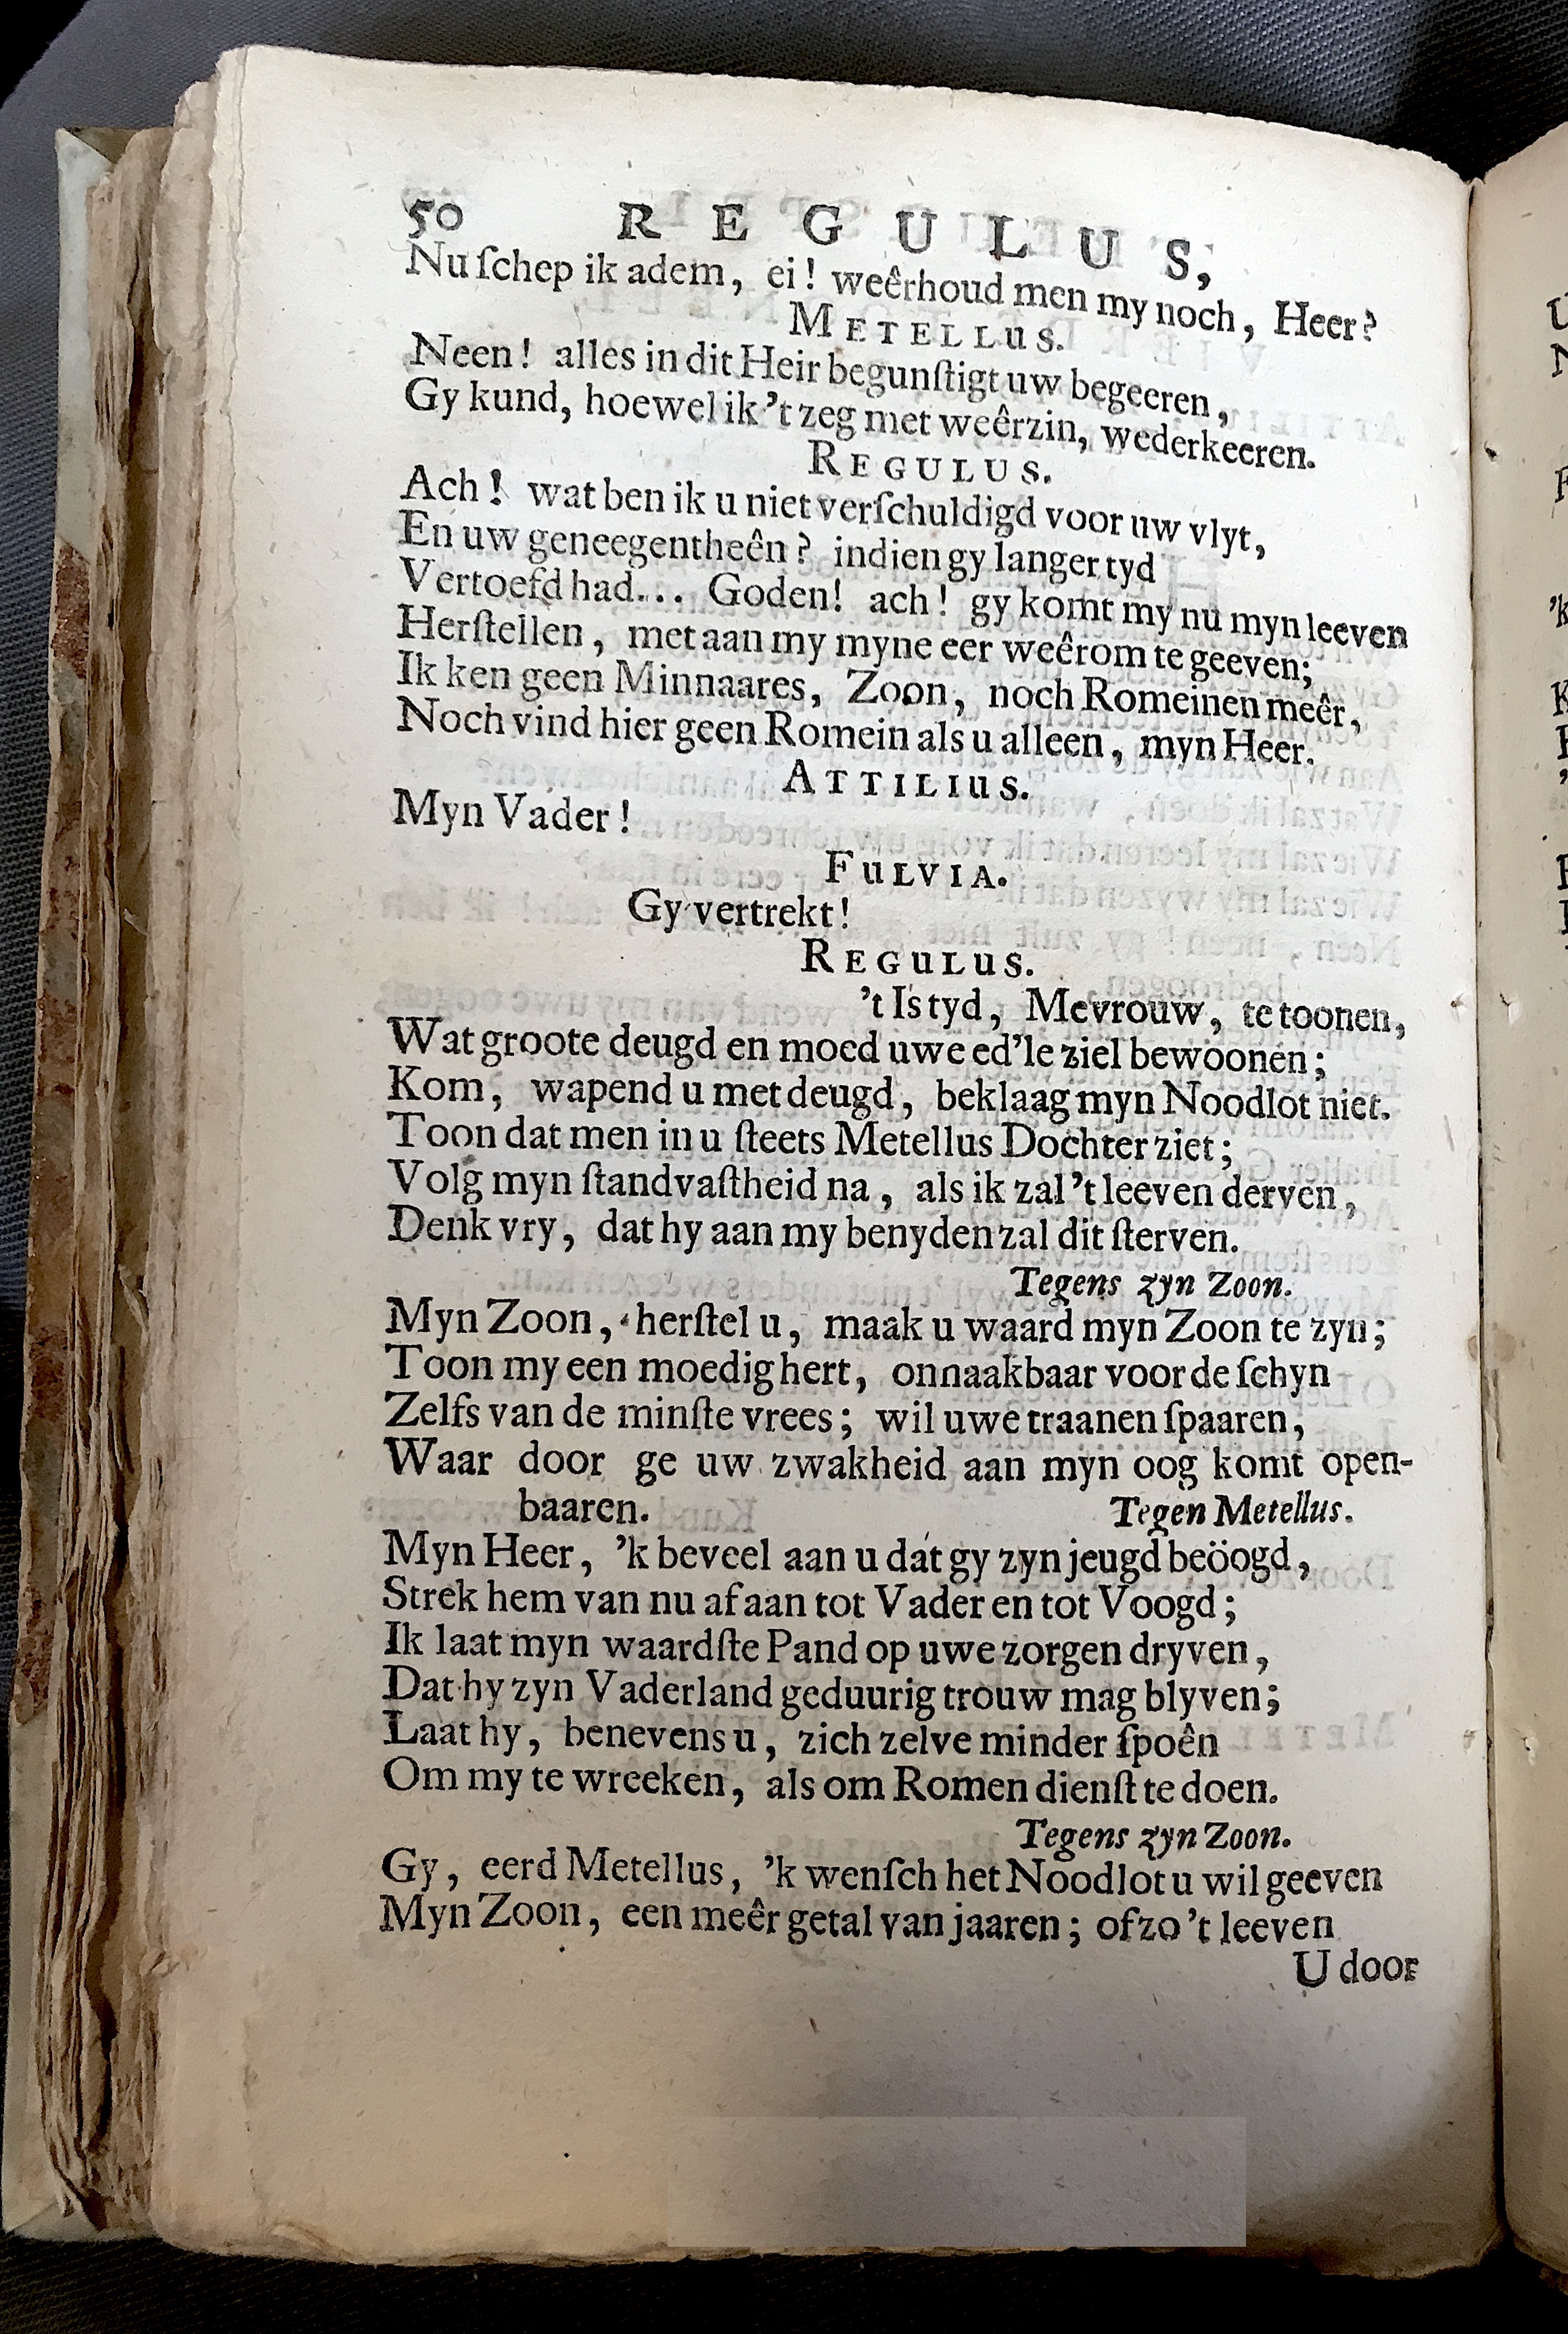 50 REGULUS,
Nu ſchep ik adem, ei! weêrhoud men my noch, Heer?
METELLUS.
Neen! alles in dit Heir begunſtigt uw begeeren,
Gy kund, hoewel ik 't zeg met weêrzin, wederkeeren.
REGULUS.
Ach! wat ben ik u niet verſchuldigd voor uw vlyt,
En uw geneegentheên? indien gy langer tyd
Vertoefd had... Goden! ach! gy komt my nu myn leeven
Herſtellen, met aan my myne eer weêrom te geeven;
Ik ken geen Minnaares, Zoon, noch Romeinen meêr,
Noch vind hier geen Romein als u alleen, myn Heer.
ATTILIUS.
Myn Vader!
FULVIA.
Gy vertrekt!
REGULUS.
't Is tyd, Mevrouw, te toonen,
Wat groote deugd en moed uwe ed'le ziel bewoonen;
Kom, wapend u met deugd, beklaag myn Noodlot niet.
Toon dat men in u ſteets Metellus Dochter ziet;
Volg myn ſtandvaſtheid na, als ik zal 't leeven derven,
Denk vry, dat hy aan my benyden zal dit ſterven.
Tegens zyn Zoon.
Myn Zoon, herſtel u, maak u waard myn Zoon te zyn;
Toon my een moedig hert, onnaakbaar voor de ſchyn
Zelfs van de minſte vrees; wil uwe traanen ſpaaren,
Waar door ge uw zwakheid aan myn oog komt open-
baaren. Tegen Metellus.
Myn Heer, 'k beveel aan u dat gy zyn jeugd beöogd,
Strek hem van nu af aan tot Vader en tot Voogd;
Ik laat myn waardſte Pand op uwe zorgen dryven,
Dat hy zyn Vaderland geduurig trouw mag blyven;
Laat hy, benevens u, zich zelve minder ſpoên
Om my te wreeken, als om Romen dienſt te doen.
Tegens zyn Zoon.
Gy, eerd Metellus, 'k wenſch het Noodlot u wil geeven
Myn Zoon, een meêr getal van jaaren; of zo 't leeven
U door